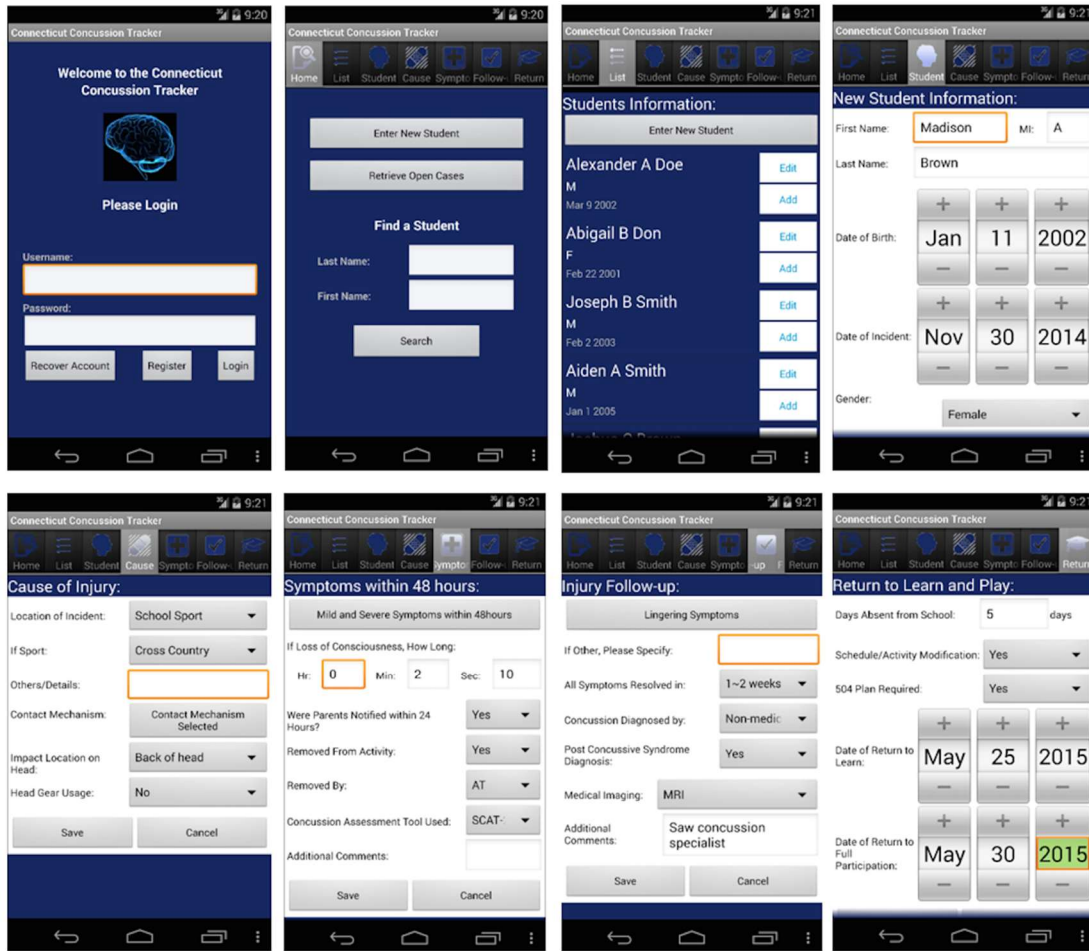 9:20
Connecticut Concussion Tracker
Welcome to the Connecticut
Concussion Tracker
Please Login
Username:
Password:
Recover Account Register Login
9:20
Connecticut Concussion Tracker
Home List Student Cause Sympto Follow- Return
Enter New Student
Retrieve Open Cases
Find a Student
Last Name:
First Name:
Search
9:21
Connecticut Concussion Tracker
Home List Student Cause Sympto Follow- Return
Students Information:
Enter New Student
Alexander A Doe
Edit
M
Mar 9 2002
Add
Abigail B Don
Edit
F
Feb 22 2001
Add
Joseph B Smith
Edit
M
Feb 2 2003
Add
Aiden A Smith
Edit
M
Jan 1 2005
Add
9:21
Connecticut Concussion Tracker
Home List Student Cause Sympto Follow- Return
New Student Information:
First Name: Madison MI: A
Last Name: Brown
+ + +
Date of Birth: Jan 11 2002
− − −
+ + +
Date of Incident: Nov 30 2014
− − −
Gender:
Female
9:21
Connecticut Concussion Tracker
Home List Student Cause Sympto Follow- Return
Cause of Injury:
Location of Incident: School Sport
If Sport: Cross Country
Others/Details:
Contact Mechanism: Contact Mechanism
Selected
Impact Location on
Head: Back of head
Head Gear Usage: No
Save Cancel
9:21
Connecticut Concussion Tracker
Home List Student Cause ympto Follow- Return
Symptoms within 48 hours:
Mild and Severe Symptoms within 48hours
If Loss of Consciousness, How Long:
Hr: 0 Min: 2 Sec: 10
Were Parents Notified within 24
Hours? Yes
Removed From Activity: Yes
Removed By: AT
Concussion Assessment Tool Used: SCAT-
Additional Comments:
Save Cancel
9:21
Connecticut Concussion Tracker
Home List Student Cause Sympto -up F Return
Injury Follow-up:
Lingering Symptoms
If Other, Please Specify:
All Symptoms Resolved in: 1~2 weeks
Concussion Diagnosed by: Non-medic
Post Concussive Syndrome
Diagnosis: Yes
Medical Imaging: MRI
Additional
Comments: Saw concussion
specialist
Save Cancel
9:21
Connecticut Concussion Tracker
Home List Student Cause Sympto Follow- Return
Return to Learn and Play:
Days Absent from School: 5 days
Schedule/Activity Modification: Yes
504 Plan Required: Yes
+ + +
Date of Return to
Learn: May 25 2015
− − −
+ + +
Date of Return to
Full
Participation: May 30 2015
− − −